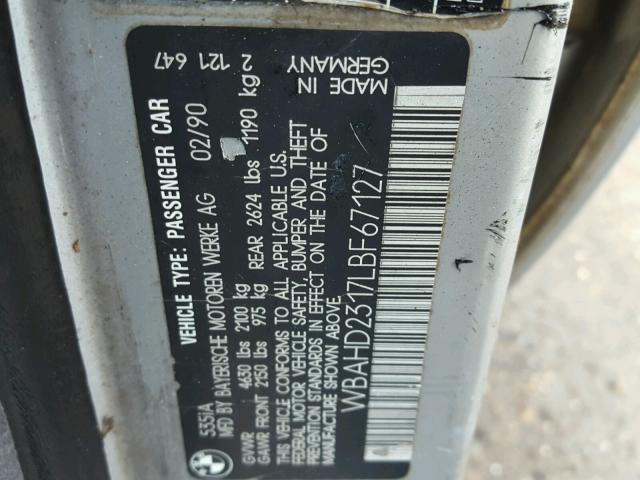 535IA VEHICLE TYPE: PASSENGER CAR
MFD BY BAYERISCHE MOTOREN WERKE AG 02/90
GVWR 4630 lbs 2100 kg
GAWR FRONT 2150 lbs 975 kg REAR 2624 lbs 1190 kg 2 121 647
THIS VEHICLE CONFORMS TO ALL APPLICABLE U.S.
FEDERAL MOTOR VEHICLE SAFETY, BUMPER AND THEFT
PREVENTION STANDARDS IN EFFECT ON THE DATE OF
MANUFACTURE SHOWN ABOVE.
MADE IN
GERMANY
WBAHD2317LBF67127